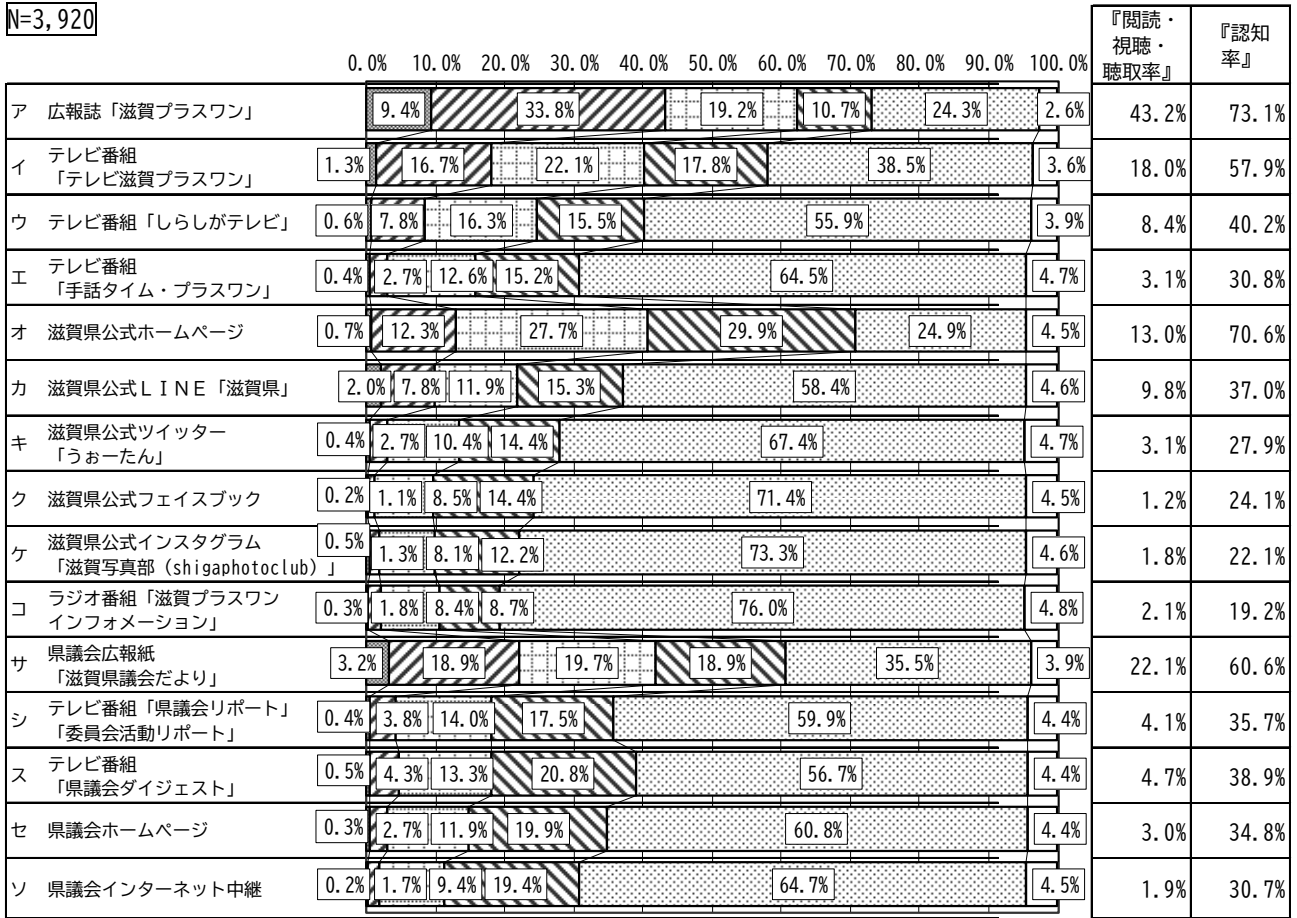 N=3,920
『閲読・
視聴・
聴取率』
『認知
率』
0.0% 10.0% 20.0% 30.0% 40.0% 50.0% 60.0% 70.0% 80.0% 90.0% 100.0%
ア 広報誌「滋賀プラスワン」 9.4% 33.8% 19.2% 10.7% 24.3% 2.6% 43.2% 73.1%
イ テレビ番組
「テレビ滋賀プラスワン」 1.3% 16.7% 22.1% 17.8% 38.5% 3.6% 18.0% 57.9%
ウ テレビ番組「しらしがテレビ」 0.6% 7.8% 16.3% 15.5% 55.9% 3.9% 8.4% 40.2%
エ テレビ番組
「手話タイム・プラスワン」 0.4% 2.7% 12.6% 15.2% 64.5% 4.7% 3.1% 30.8%
オ 滋賀県公式ホームページ 0.7% 12.3% 27.7% 29.9% 24.9% 4.5% 13.0% 70.6%
カ 滋賀県公式ＬＩＮＥ「滋賀県」 2.0% 7.8% 11.9% 15.3% 58.4% 4.6% 9.8% 37.0%
キ 滋賀県公式ツイッター
「うぉーたん」 0.4% 2.7% 10.4% 14.4% 67.4% 4.7% 3.1% 27.9%
ク 滋賀県公式フェイスブック 0.2% 1.1% 8.5% 14.4% 71.4% 4.5% 1.2% 24.1%
ケ 滋賀県公式インスタグラム
「滋賀写真部（shigaphotoclub）」 0.5% 1.3% 8.1% 12.2% 73.3% 4.6% 1.8% 22.1%
コ ラジオ番組「滋賀プラスワン
インフォメーション」 0.3% 1.8% 8.4% 8.7% 76.0% 4.8% 2.1% 19.2%
サ 県議会広報紙
「滋賀県議会だより」 3.2% 18.9% 19.7% 18.9% 35.5% 3.9% 22.1% 60.6%
シ テレビ番組「県議会リポート」
「委員会活動リポート」 0.4% 3.8% 14.0% 17.5% 59.9% 4.4% 4.1% 35.7%
ス テレビ番組
「県議会ダイジェスト」 0.5% 4.3% 13.3% 20.8% 56.7% 4.4% 4.7% 38.9%
セ 県議会ホームページ 0.3% 2.7% 11.9% 19.9% 60.8% 4.4% 3.0% 34.8%
ソ 県議会インターネット中継 0.2% 1.7% 9.4% 19.4% 64.7% 4.5% 1.9% 30.7%